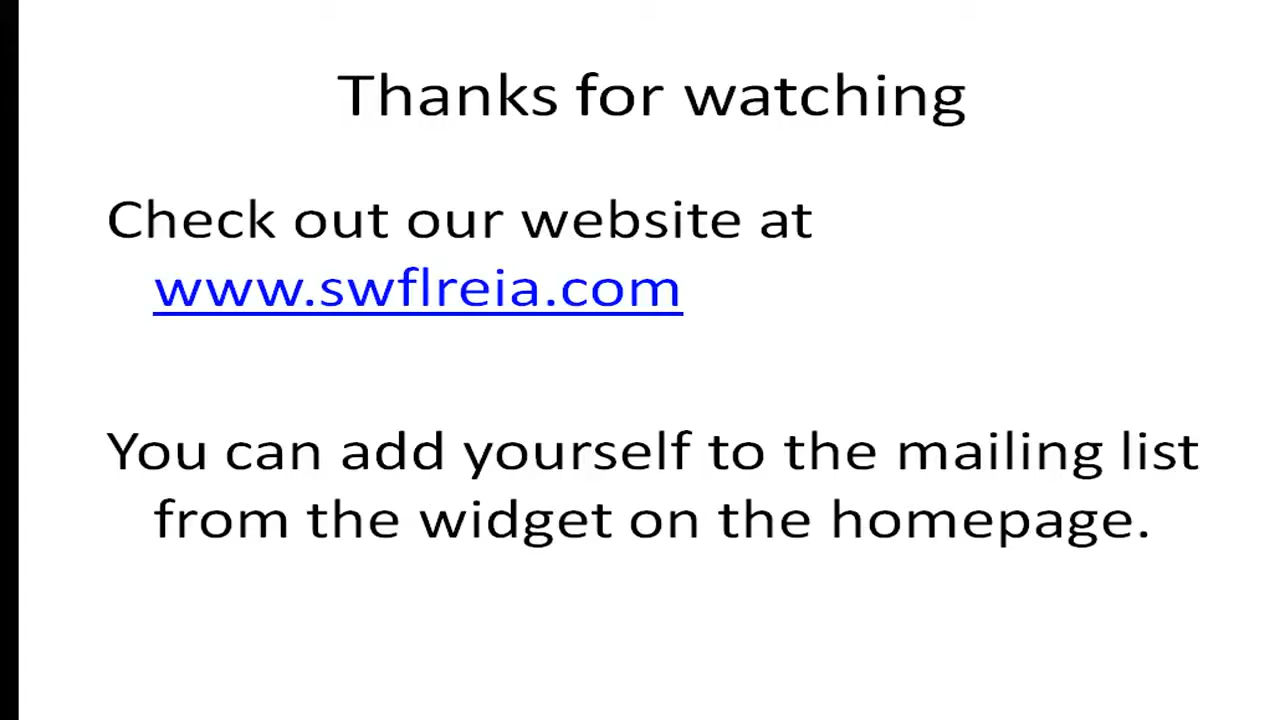 Thanks for watching
Check out our website at
www.swflreia.com
You can add yourself to the mailing list
from the widget on the homepage.